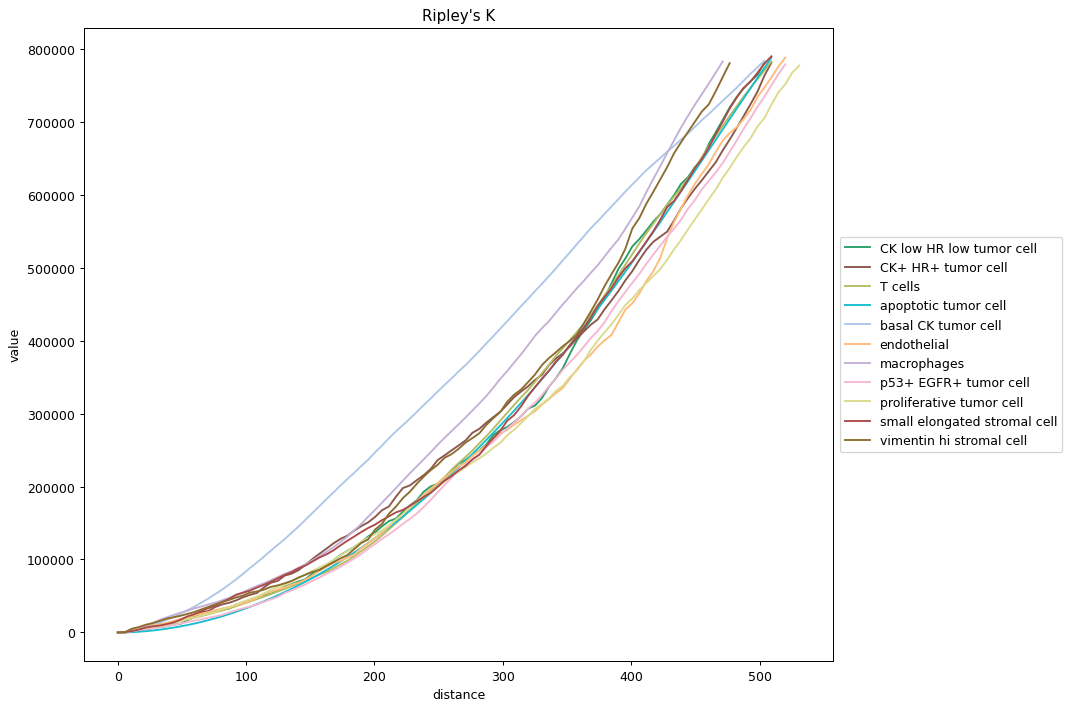 Ripley's K
800000
700000
600000
500000
400000
300000
200000
100000
0
value
0 100 200 300 400 500
distance
CK low HR low tumor cell
CK+ HR+ tumor cell
T cells
apoptotic tumor cell
basal CK tumor cell
endothelial
macrophages
p53+ EGFR+ tumor cell
proliferative tumor cell
small elongated stromal cell
vimentin hi stromal cell